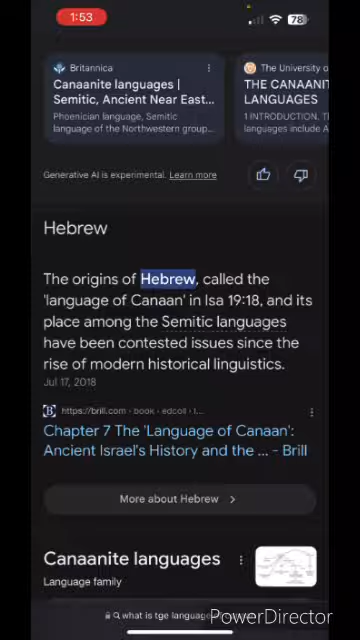 1:53
78
Britannica
The University o
Canaanite languages |
Semitic, Ancient Near East...
THE CANAANIT
LANGUAGES
Phoenician language, Semitic
language of the Northwestern group...
1 INTRODUCTION. T
languages include A
Generative AI is experimental. Learn more
Hebrew
The origins of Hebrew, called the
'language of Canaan' in Isa 19:18, and its
place among the Semitic languages
have been contested issues since the
rise of modern historical linguistics.
Jul 17, 2018
B https://brill.com › book › edcoll › I...
Chapter 7 The 'Language of Canaan':
Ancient Israel's History and the ... - Brill
More about Hebrew
Canaanite languages
Language family
what is tge language
PowerDirector